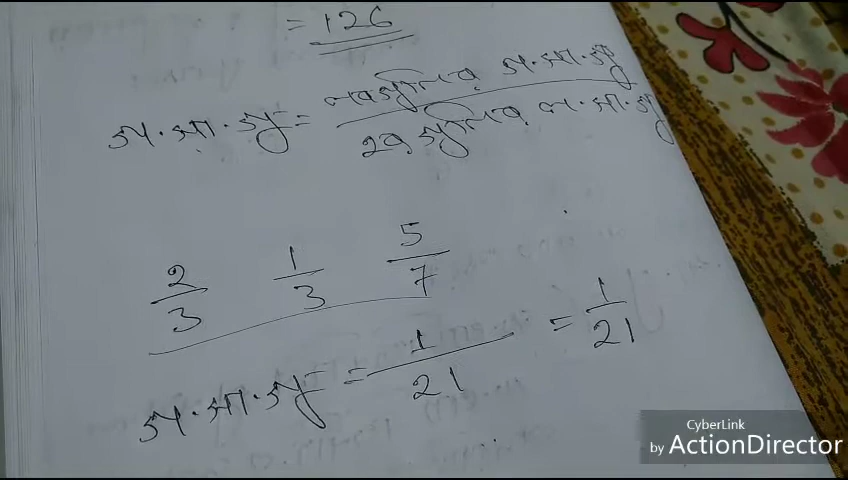 = 126
গ.সা.গু = লবগুলির গ.সা.গু / হরগুলির ল.সা.গু
2/3 1/3 5/7
গ.সা.গু = 1/21 = 1/21
CyberLink
by ActionDirector